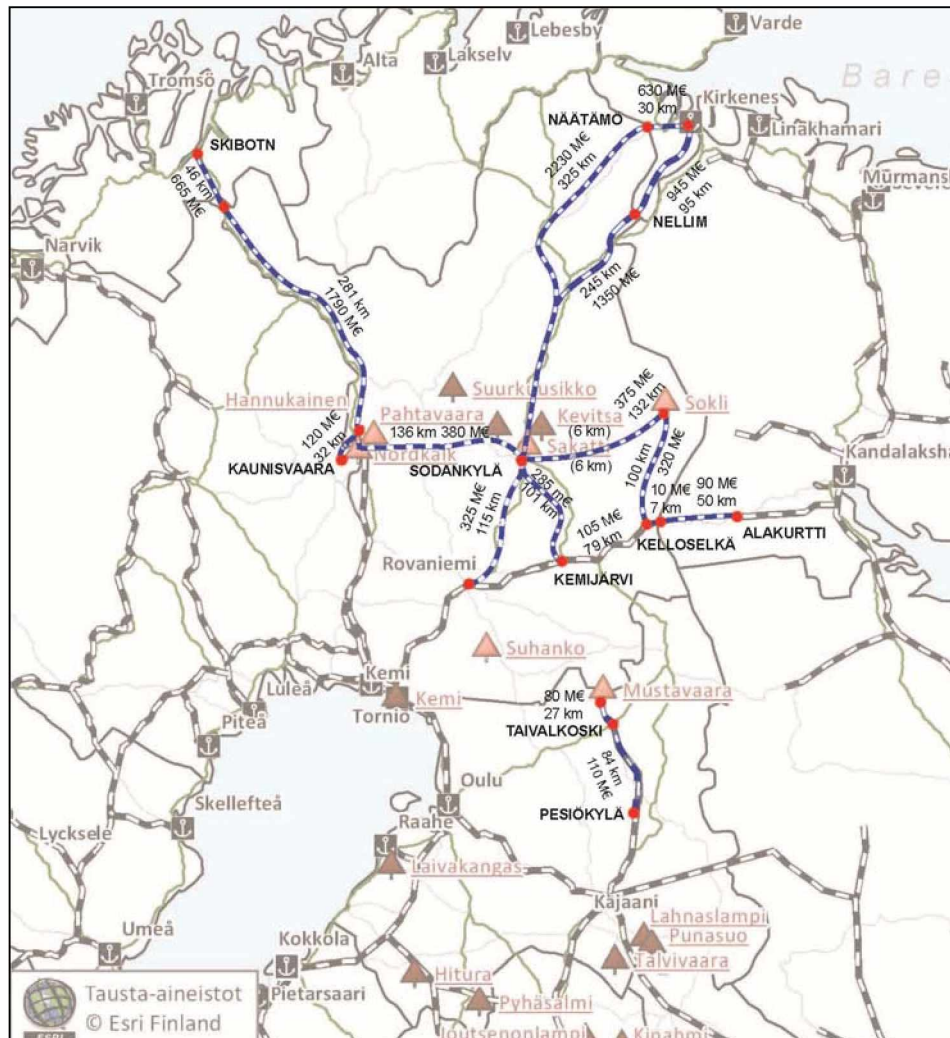 Lebesby
Varde
Lakselv
Alta
Tromsö
Bare
630 M€
30 km
Kirkenes
NÄÄTÄMÖ
Linäkhamari
SKIBOTN
46 km
665 M€
2230 M€
325 km
945 M€
95 km
NELLIM
Narvik
281 km
1790 M€
245 km
1350 M€
Suurkuusikko
Hannukainen
Pahtavaara
Kevitsa
(6 km)
375 M€
132 km
Sokli
120 M€
32 km
136 km 380 M€
Nordkalk
Sakatti
(6 km)
KAUNISVAARA
SODANKYLÄ
Kandalaksha
285 m€
101 km
100 km
320 M€
10 M€
7 km
90 M€
50 km
325 M€
115 km
105 M€
79 km
KELLOSELKÄ
ALAKURTTI
Rovaniemi
KEMIJÄRVI
Suhanko
Kemi
Kemi
Tornio
Luleå
Piteå
80 M€
27 km
Mustavaara
TAIVALKOSKI
84 km
110 M€
PESIÖKYLÄ
Skellefteå
Oulu
Lycksele
Raahe
Laivakangas
Kajaani
Lahnaslampi
Punasuo
Talvivaara
Umeå
Kokkola
Pietarsaari
Hitura
Pyhäsalmi
Tausta-aineistot
© Esri Finland